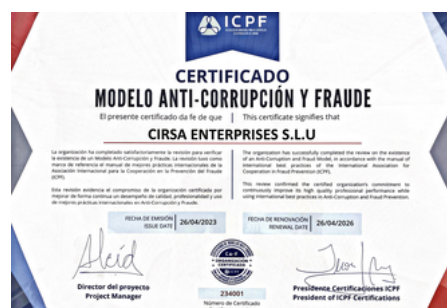 ICPF
CERTIFICADO
MODELO ANTI-CORRUPCIÓN Y FRAUDE
El presente certificado da fe de que
This certificate signifies that
CIRSA ENTERPRISES S.L.U
La organización ha completado satisfactoriamente la revisión para verificar
la existencia de un Modelo Anti-Corrupción y Fraude. La revisión tuvo como
marco de referencia el manual de mejores prácticas internacionales de la
Asociación Internacional para la Cooperación en la Prevención del Fraude
(ICPF).
Esta revisión evidencia el compromiso de la organización certificada por
mejorar de forma continua un desempeño de calidad, profesionalidad y uso
de mejores prácticas internacionales en Anti-Corrupción y Fraude.
The organization has successfully completed the review on the existence
of an Anti-Corruption and Fraud Model, in accordance with the manual of
international best practices of the International Association for
Cooperation in Fraud Prevention (ICPF).
This review confirmed the certified organization's commitment to
continuously improve its high quality professional performance while
using international best practices in Anti-Corruption and Fraud Prevention.
FECHA DE EMISIÓN
ISSUE DATE
26/04/2023
FECHA DE RENOVACIÓN
RENEWAL DATE
26/04/2026
ORGANIZACIÓN
CERTIFICADA
Director del proyecto
Project Manager
234001
Número de Certificado
Presidente Certificaciones ICPF
President of ICPF Certifications